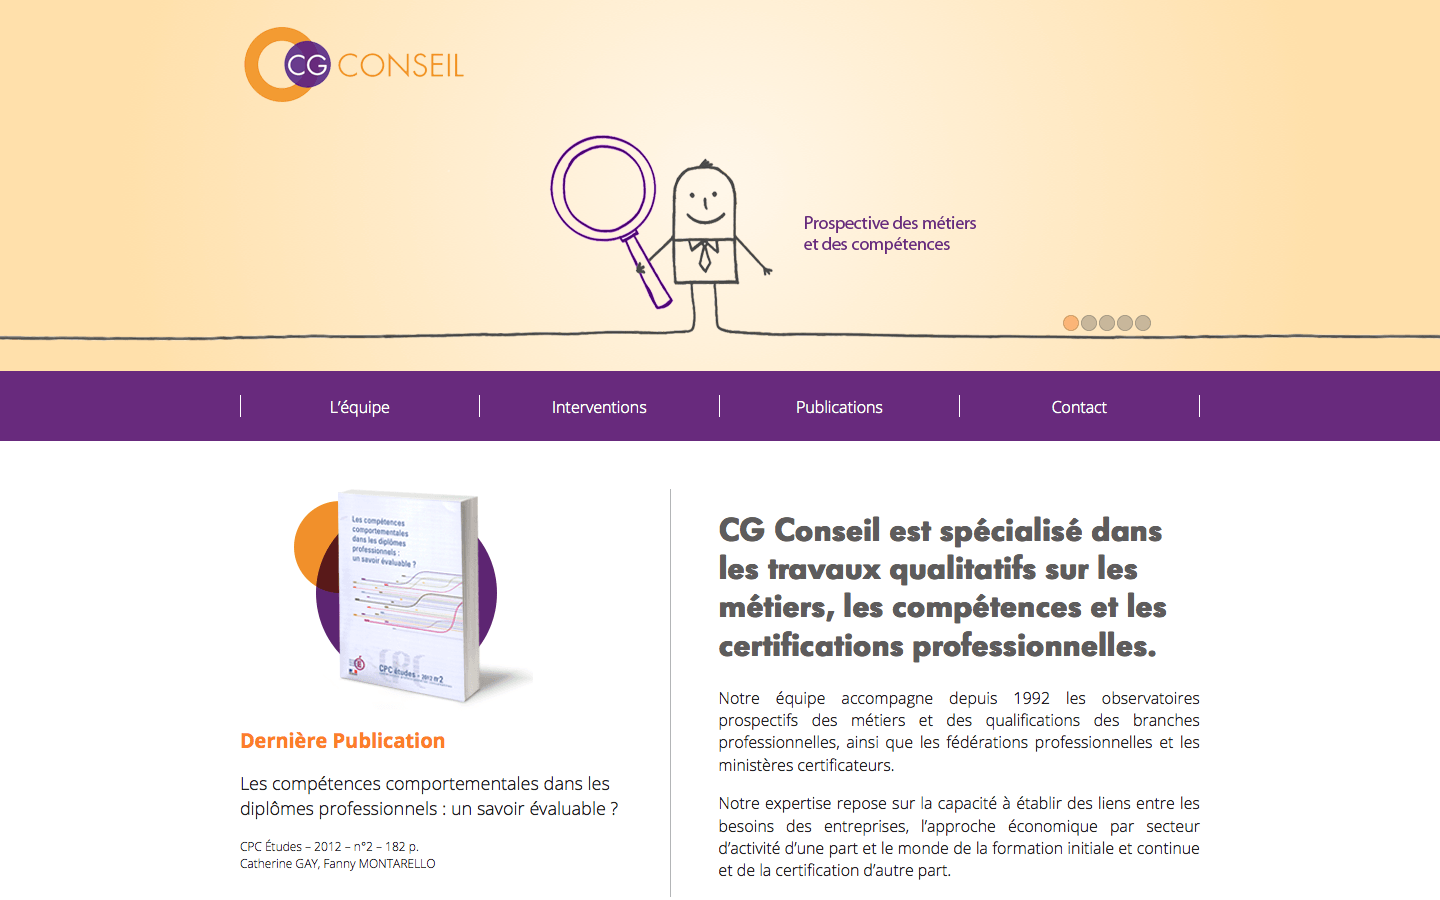 CG CONSEIL
Prospective des métiers
et des compétences
L'équipe
Interventions
Publications
Contact
Les compétences
comportementales
dans les diplômes
professionnels :
un savoir évaluable ?
CPC
CPC études - 2012 n°2
Dernière Publication
Les compétences comportementales dans les
diplômes professionnels : un savoir évaluable ?
CPC Études – 2012 – n°2 – 182 p.
Catherine GAY, Fanny MONTARELLO
CG Conseil est spécialisé dans
les travaux qualitatifs sur les
métiers, les compétences et les
certifications professionnelles.
Notre équipe accompagne depuis 1992 les observatoires
prospectifs des métiers et des qualifications des branches
professionnelles, ainsi que les fédérations professionnelles et les
ministères certificateurs.
Notre expertise repose sur la capacité à établir des liens entre les
besoins des entreprises, l'approche économique par secteur
d'activité d'une part et le monde de la formation initiale et continue
et de la certification d'autre part.